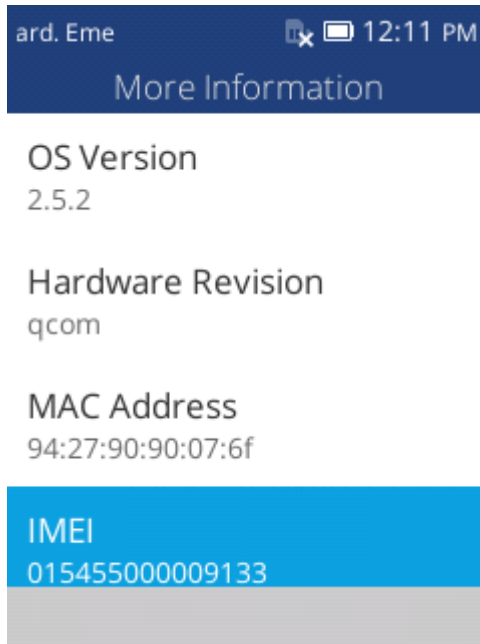 ard. Eme 12:11 PM
More Information
OS Version
2.5.2
Hardware Revision
qcom
MAC Address
94:27:90:90:07:6f
IMEI
015455000009133